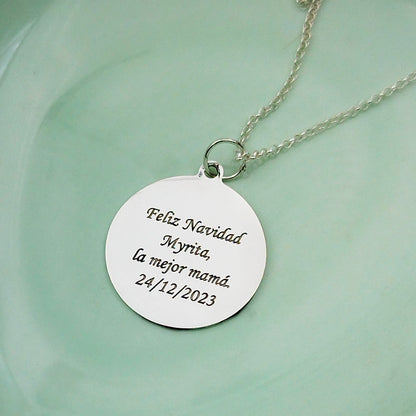 Feliz Navidad
Myrita,
la mejor mamá.
24/12/2023